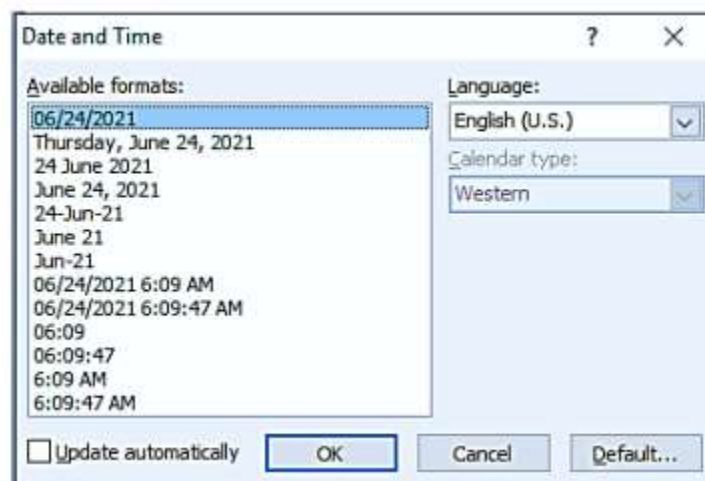 Date and Time ?
Available formats:
06/24/2021
Thursday, June 24, 2021
24 June 2021
June 24, 2021
24-Jun-21
June 21
Jun-21
06/24/2021 6:09 AM
06/24/2021 6:09:47 AM
06:09
06:09:47
6:09 AM
6:09:47 AM
Language:
English (U.S.)
Calendar type:
Western
Update automatically
OK
Cancel
Default...